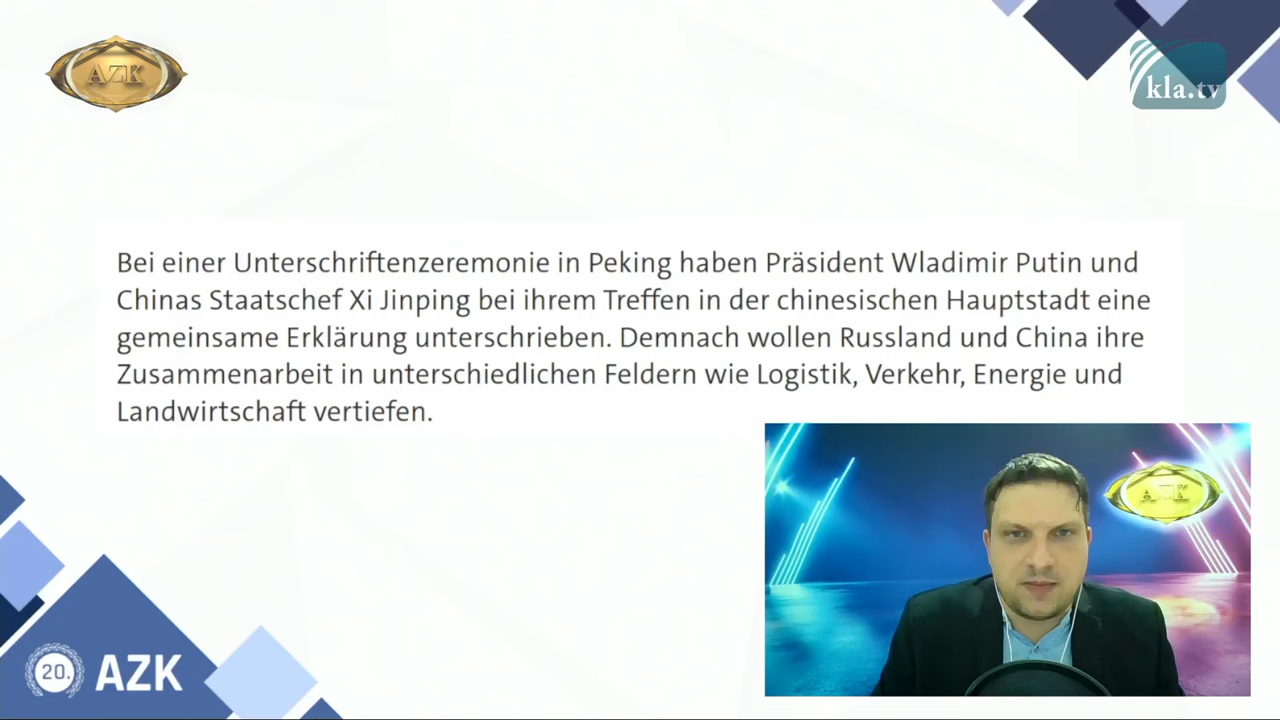 AZK
kla.tv
Bei einer Unterschriftenzeremonie in Peking haben Präsident Wladimir Putin und
Chinas Staatschef Xi Jinping bei ihrem Treffen in der chinesischen Hauptstadt eine
gemeinsame Erklärung unterschrieben. Demnach wollen Russland und China ihre
Zusammenarbeit in unterschiedlichen Feldern wie Logistik, Verkehr, Energie und
Landwirtschaft vertiefen.
AZK
20. AZK